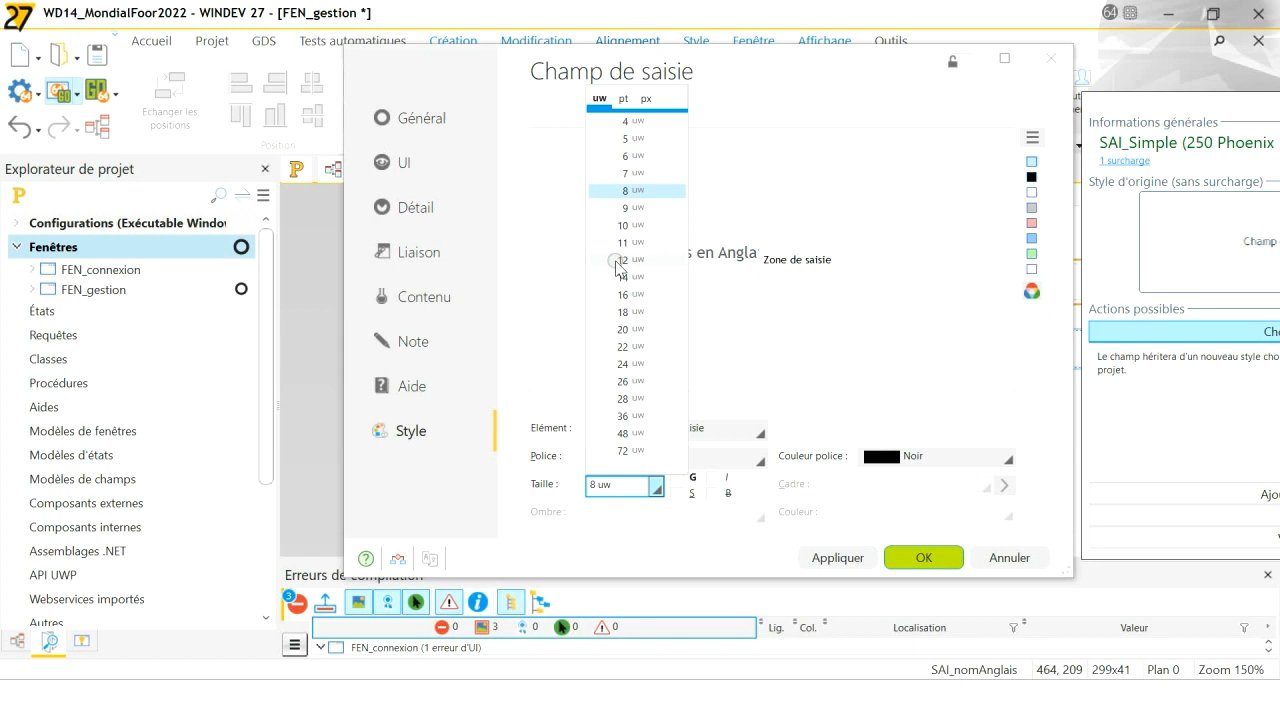 27 WD14_MondialFoor2022 - WINDEV 27 - [FEN_gestion *]
64
Accueil Projet GDS Tests automatiques Création Modification Alignement Style Fenêtre Affichage Outils
Echanger les positions
Position
Explorateur de projet
Configurations (Exécutable Windo
Fenêtres
FEN_connexion
FEN_gestion
États
Requêtes
Classes
Procédures
Aides
Modèles de fenêtres
Modèles d'états
Modèles de champs
Composants externes
Composants internes
Assemblages .NET
API UWP
Webservices importés
Autres
Champ de saisie
Général
UI
Détail
Liaison
Contenu
Note
Aide
Style
uw pt px
4 uw
5 uw
6 uw
7 uw
8 uw
9 uw
10 uw
11 uw
12 uw
14 uw
16 uw
18 uw
20 uw
22 uw
24 uw
26 uw
28 uw
36 uw
48 uw
72 uw
s en Angla Zone de saisie
Elément : isie
Police : Couleur police : Noir
Taille : 8 uw G I Cadre :
S B
Ombre : Couleur :
Appliquer OK Annuler
Informations générales
SAI_Simple (250 Phoenix
1 surcharge
Style d'origine (sans surcharge)
Champ
Actions possibles
Cho
Le champ héritera d'un nouveau style cho
projet.
Ajou
Erreurs de compilation
3
0 3 0 0 0 Lig. Col. Localisation Valeur
FEN_connexion (1 erreur d'UI)
SAI_nomAnglais 464, 209 299x41 Plan 0 Zoom 150%